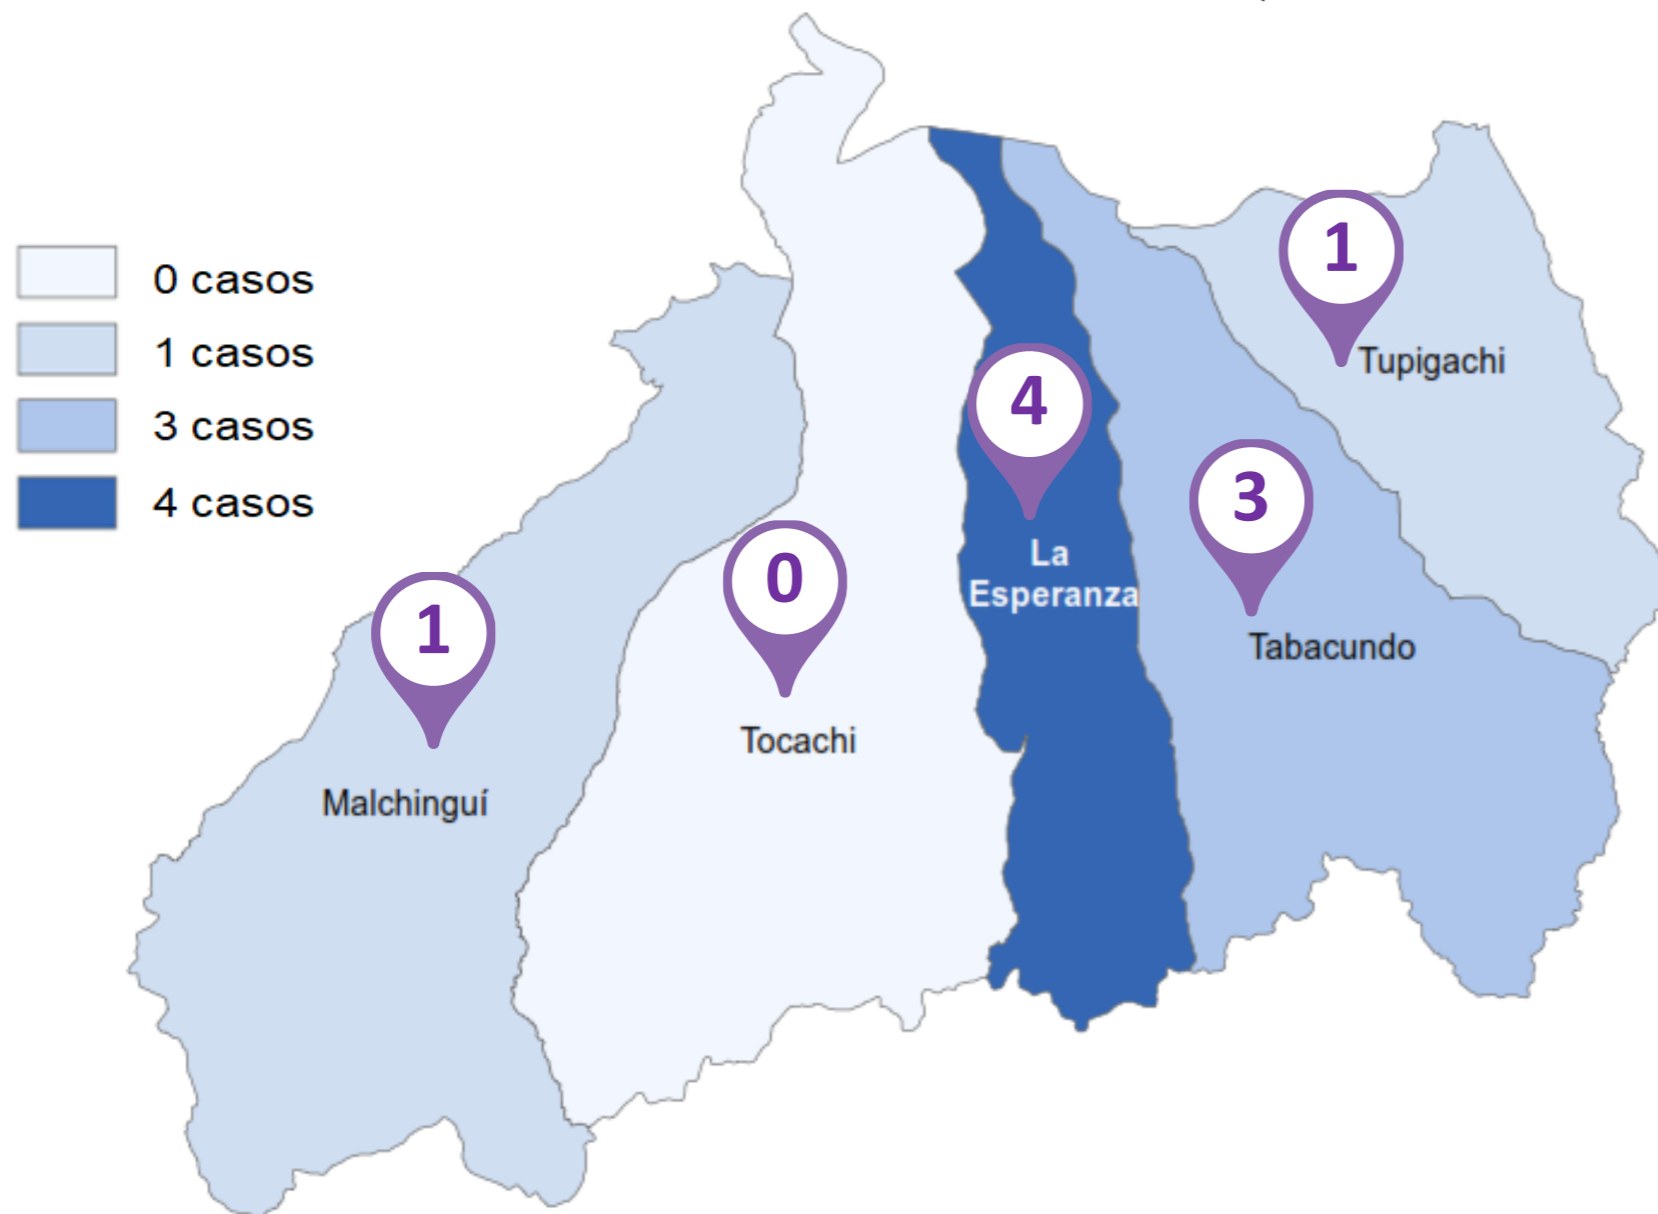 0 casos
1 casos
3 casos
4 casos
1
Tupigachi
4
La
Esperanza
3
Tabacundo
0
Tocachi
1
Malchinguí